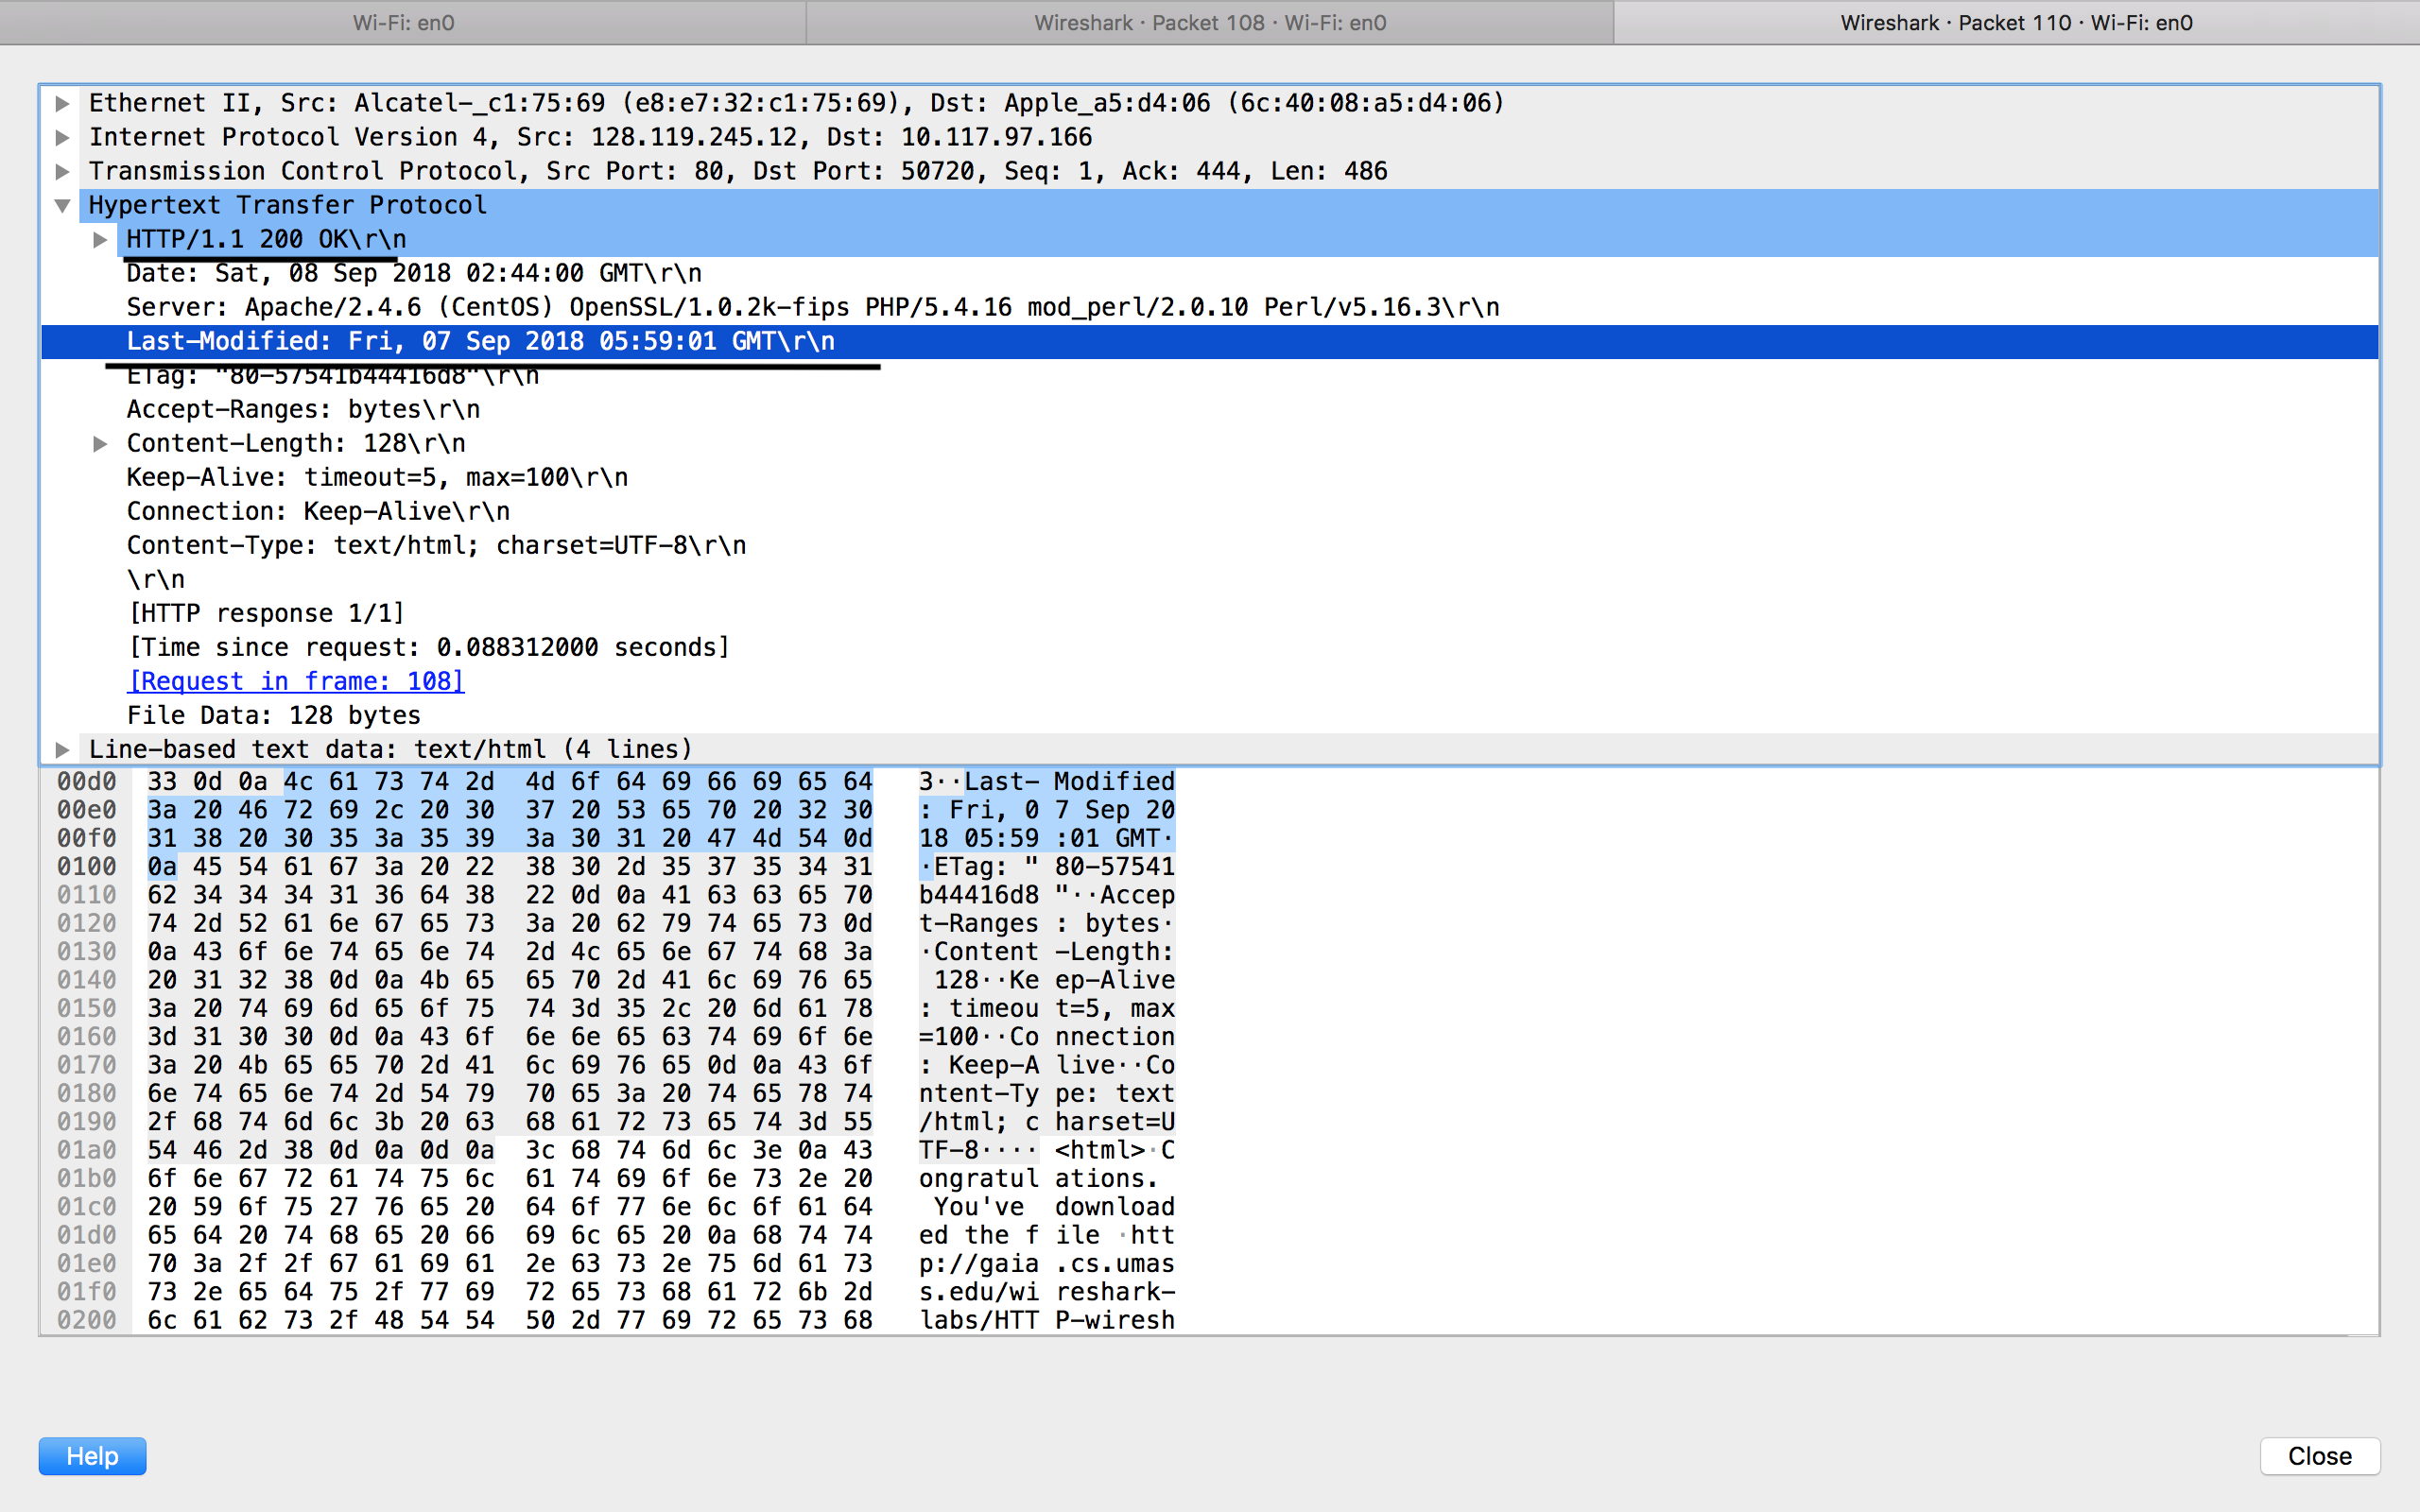 Wi-Fi: en0
Wireshark · Packet 108 · Wi-Fi: en0
Wireshark · Packet 110 · Wi-Fi: en0
Ethernet II, Src: Alcatel-_c1:75:69 (e8:e7:32:c1:75:69), Dst: Apple_a5:d4:06 (6c:40:08:a5:d4:06)
Internet Protocol Version 4, Src: 128.119.245.12, Dst: 10.117.97.166
Transmission Control Protocol, Src Port: 80, Dst Port: 50720, Seq: 1, Ack: 444, Len: 486
Hypertext Transfer Protocol
HTTP/1.1 200 OK\r\n
Date: Sat, 08 Sep 2018 02:44:00 GMT\r\n
Server: Apache/2.4.6 (CentOS) OpenSSL/1.0.2k-fips PHP/5.4.16 mod_perl/2.0.10 Perl/v5.16.3\r\n
Last-Modified: Fri, 07 Sep 2018 05:59:01 GMT\r\n
ETag: "80-57541b44416d8"\r\n
Accept-Ranges: bytes\r\n
Content-Length: 128\r\n
Keep-Alive: timeout=5, max=100\r\n
Connection: Keep-Alive\r\n
Content-Type: text/html; charset=UTF-8\r\n
\r\n
[HTTP response 1/1]
[Time since request: 0.088312000 seconds]
[Request in frame: 108]
File Data: 128 bytes
Line-based text data: text/html (4 lines)
00d0 33 0d 0a 4c 61 73 74 2d 4d 6f 64 69 66 69 65 64 3··Last- Modified
00e0 3a 20 46 72 69 2c 20 30 37 20 53 65 70 20 32 30 : Fri, 0 7 Sep 20
00f0 31 38 20 30 35 3a 35 39 3a 30 31 20 47 4d 54 0d 18 05:59 :01 GMT·
0100 0a 45 54 61 67 3a 20 22 38 30 2d 35 37 35 34 31 ·ETag: " 80-57541
0110 62 34 34 34 31 36 64 38 22 0d 0a 41 63 63 65 70 b44416d8 "··Accep
0120 74 2d 52 61 6e 67 65 73 3a 20 62 79 74 65 73 0d t-Ranges : bytes·
0130 0a 43 6f 6e 74 65 6e 74 2d 4c 65 6e 67 74 68 3a ·Content -Length:
0140 20 31 32 38 0d 0a 4b 65 65 70 2d 41 6c 69 76 65 128··Ke ep-Alive
0150 3a 20 74 69 6d 65 6f 75 74 3d 35 2c 20 6d 61 78 : timeou t=5, max
0160 3d 31 30 30 0d 0a 43 6f 6e 6e 65 63 74 69 6f 6e =100··Co nnection
0170 3a 20 4b 65 65 70 2d 41 6c 69 76 65 0d 0a 43 6f : Keep-A live··Co
0180 6e 74 65 6e 74 2d 54 79 70 65 3a 20 74 65 78 74 ntent-Ty pe: text
0190 2f 68 74 6d 6c 3b 20 63 68 61 72 73 65 74 3d 55 /html; c harset=U
01a0 54 46 2d 38 0d 0a 0d 0a 3c 68 74 6d 6c 3e 0a 43 TF-8···· <html>·C
01b0 6f 6e 67 72 61 74 75 6c 61 74 69 6f 6e 73 2e 20 ongratul ations.
01c0 20 59 6f 75 27 76 65 20 64 6f 77 6e 6c 6f 61 64 You've download
01d0 65 64 20 74 68 65 20 66 69 6c 65 20 0a 68 74 74 ed the f ile ·htt
01e0 70 3a 2f 2f 67 61 69 61 2e 63 73 2e 75 6d 61 73 p://gaia .cs.umas
01f0 73 2e 65 64 75 2f 77 69 72 65 73 68 61 72 6b 2d s.edu/wi reshark-
0200 6c 61 62 73 2f 48 54 54 50 2d 77 69 72 65 73 68 labs/HTT P-wiresh
Help
Close